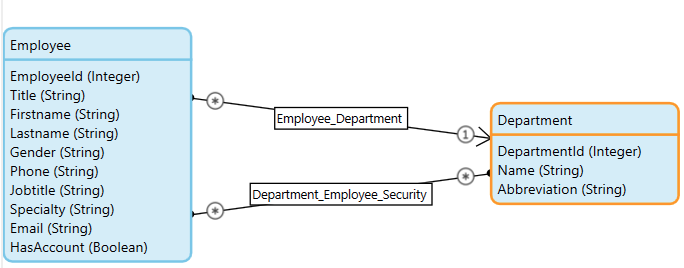 Employee
EmployeeId (Integer)
Title (String)
Firstname (String)
Lastname (String)
Gender (String)
Phone (String)
Jobtitle (String)
Specialty (String)
Email (String)
HasAccount (Boolean)
*
Employee_Department
1
*
Department_Employee_Security
*
Department
DepartmentId (Integer)
Name (String)
Abbreviation (String)